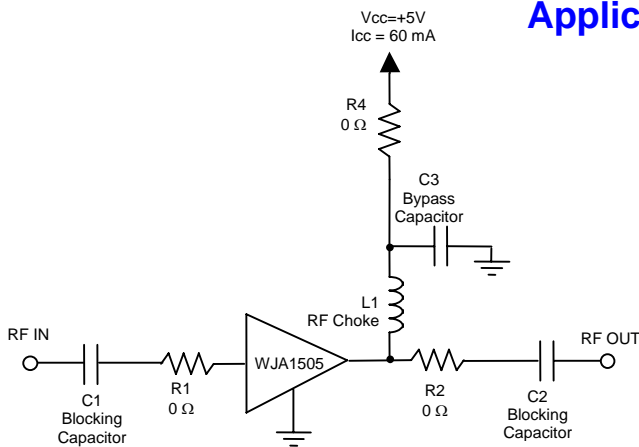 Applic
Vcc=+5V
Icc = 60 mA
R4
0 Ω
C3
Bypass
Capacitor
L1
RF Choke
RF IN
RF OUT
WJA1505
C1
Blocking
Capacitor
R1
0 Ω
R2
0 Ω
C2
Blocking
Capacitor